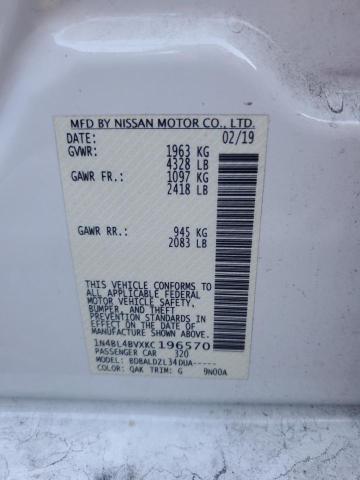 MFD BY NISSAN MOTOR CO., LTD.
DATE: 02/19
GVWR: 1963 KG
4328 LB
GAWR FR.: 1097 KG
2418 LB
GAWR RR.: 945 KG
2083 LB
THIS VEHICLE CONFORMS TO
ALL APPLICABLE FEDERAL
MOTOR VEHICLE SAFETY,
BUMPER, AND THEFT
PREVENTION STANDARDS IN
EFFECT ON THE DATE OF
MANUFACTURE SHOWN ABOVE.
1N4BL4BVXKC196570
PASSENGER CAR 320
MODEL: BDBALDZL34DUA-----
COLOR: QAK TRIM: G 9N00A